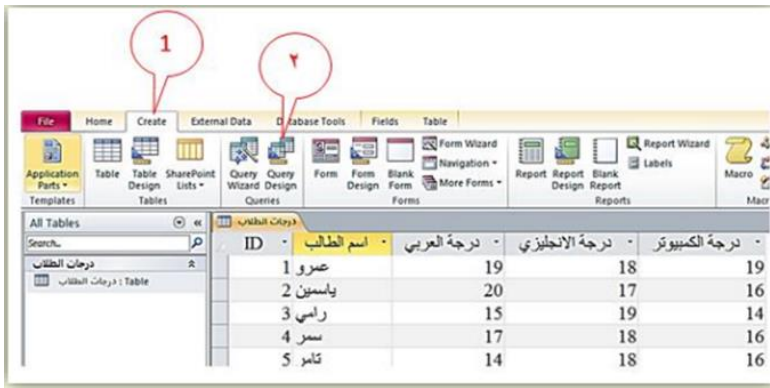 1
٢
File Home Create External Data Database Tools Fields Table
Application Parts
Table
Table Design
SharePoint Lists
Query Wizard
Query Design
Form
Form Design
Blank Form
Form Wizard
Navigation
More Forms
Report
Report Design
Blank Report
Report Wizard
Labels
Macro
Templates Tables Queries Forms Reports
All Tables
Search...
درجات الطلاب
درجات الطلاب : Table
درجات الطلاب
ID اسم الطالب درجة العربي درجة الانجليزي درجة الكمبيوتر
1 عمرو 19 18 19
2 ياسمين 20 17 16
3 رامي 15 19 14
4 سمر 17 18 16
5 تامر 14 18 16